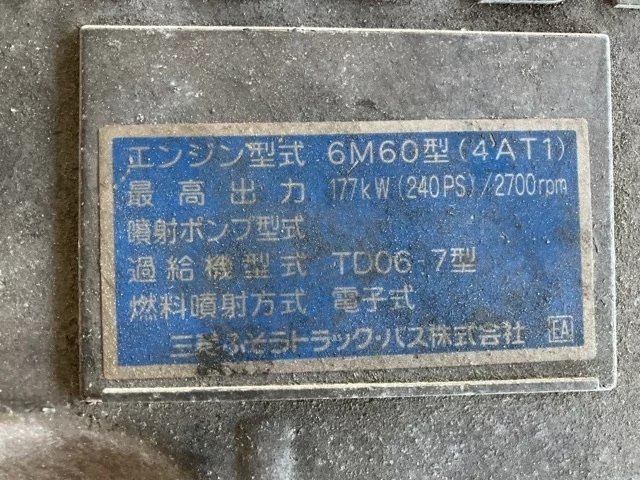 エンジン型式 6M60型(4AT1)
最高出力 177kW(240PS)/2700rpm
噴射ポンプ型式
過給機型式 TD06-7型
燃料噴射方式 電子式
三菱ふそうトラック・バス株式会社 EA